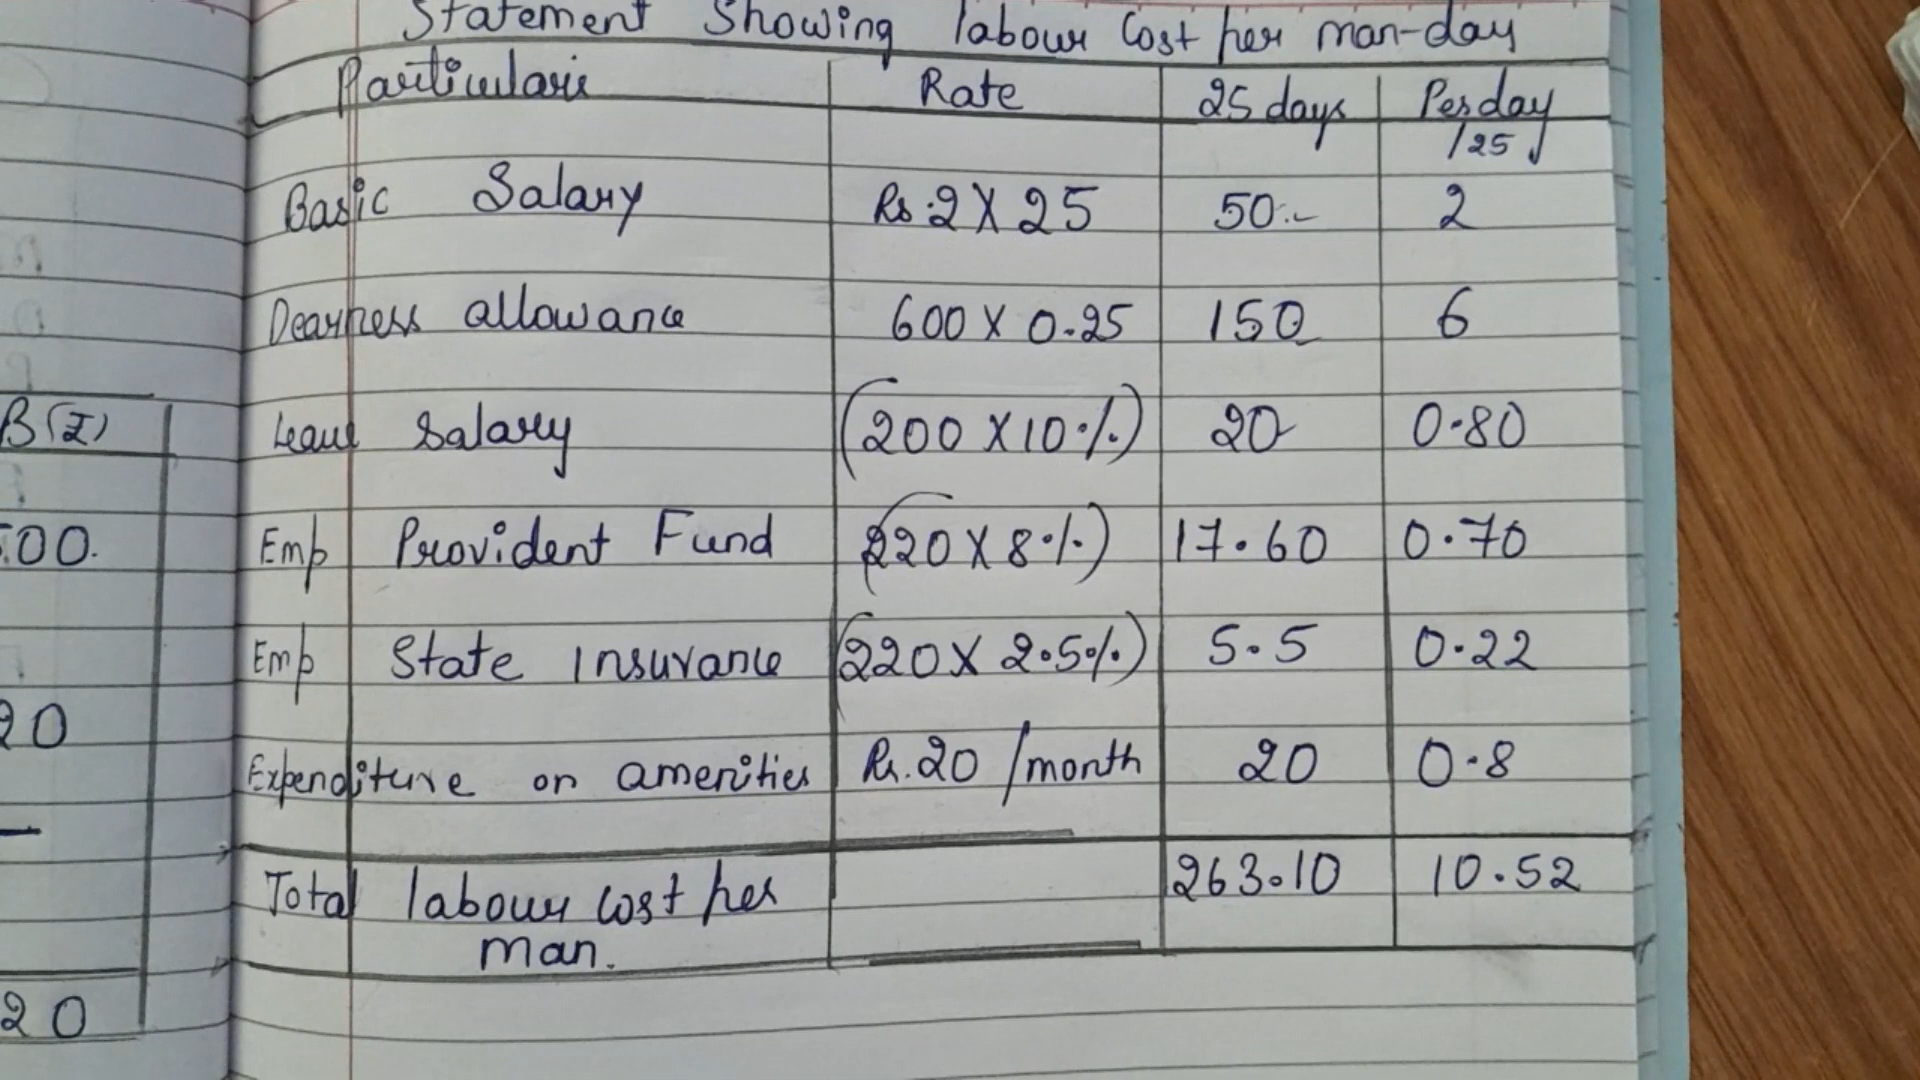 Statement Showing labour Cost per man-day
Particulars Rate 25 days Per day
/25
Basic Salary Rs.2 X 25 50.- 2
Dearness allowance 600 X 0.25 150 6
Leave Salary (200 X 10%) 20 0.80
Emp Provident Fund (220 X 8%) 17.60 0.70
Emp State Insurance (220 X 2.5%) 5.5 0.22
Expenditure on amenities Rs.20 /month 20 0.8
Total labour cost per 263.10 10.52
man.
B(I)
20
20